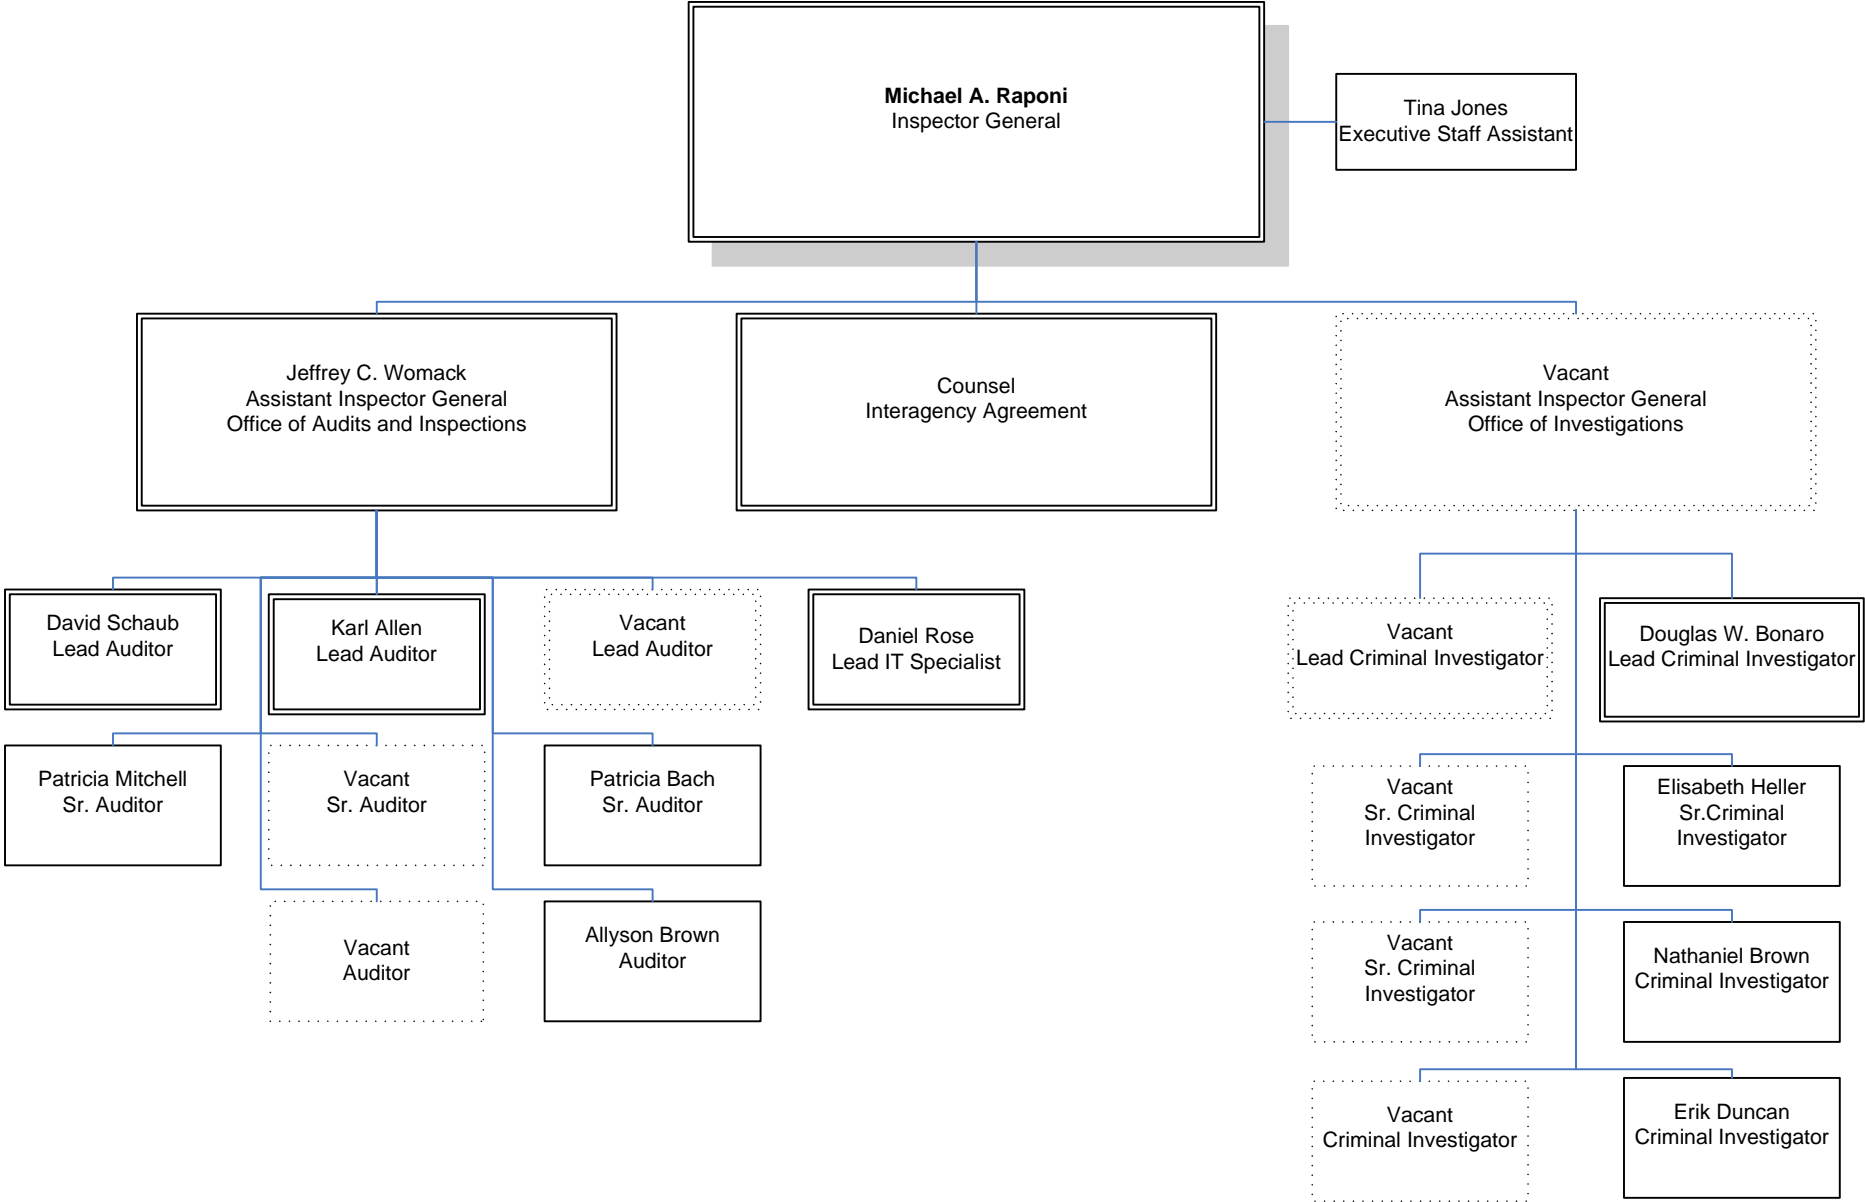 Michael A. Raponi
Inspector General
Tina Jones
Executive Staff Assistant
Jeffrey C. Womack
Assistant Inspector General
Office of Audits and Inspections
Counsel
Interagency Agreement
Vacant
Assistant Inspector General
Office of Investigations
David Schaub
Lead Auditor
Karl Allen
Lead Auditor
Vacant
Lead Auditor
Daniel Rose
Lead IT Specialist
Vacant
Lead Criminal Investigator
Douglas W. Bonaro
Lead Criminal Investigator
Patricia Mitchell
Sr. Auditor
Vacant
Sr. Auditor
Patricia Bach
Sr. Auditor
Vacant
Sr. Criminal
Investigator
Elisabeth Heller
Sr.Criminal
Investigator
Vacant
Auditor
Allyson Brown
Auditor
Vacant
Sr. Criminal
Investigator
Nathaniel Brown
Criminal Investigator
Vacant
Criminal Investigator
Erik Duncan
Criminal Investigator